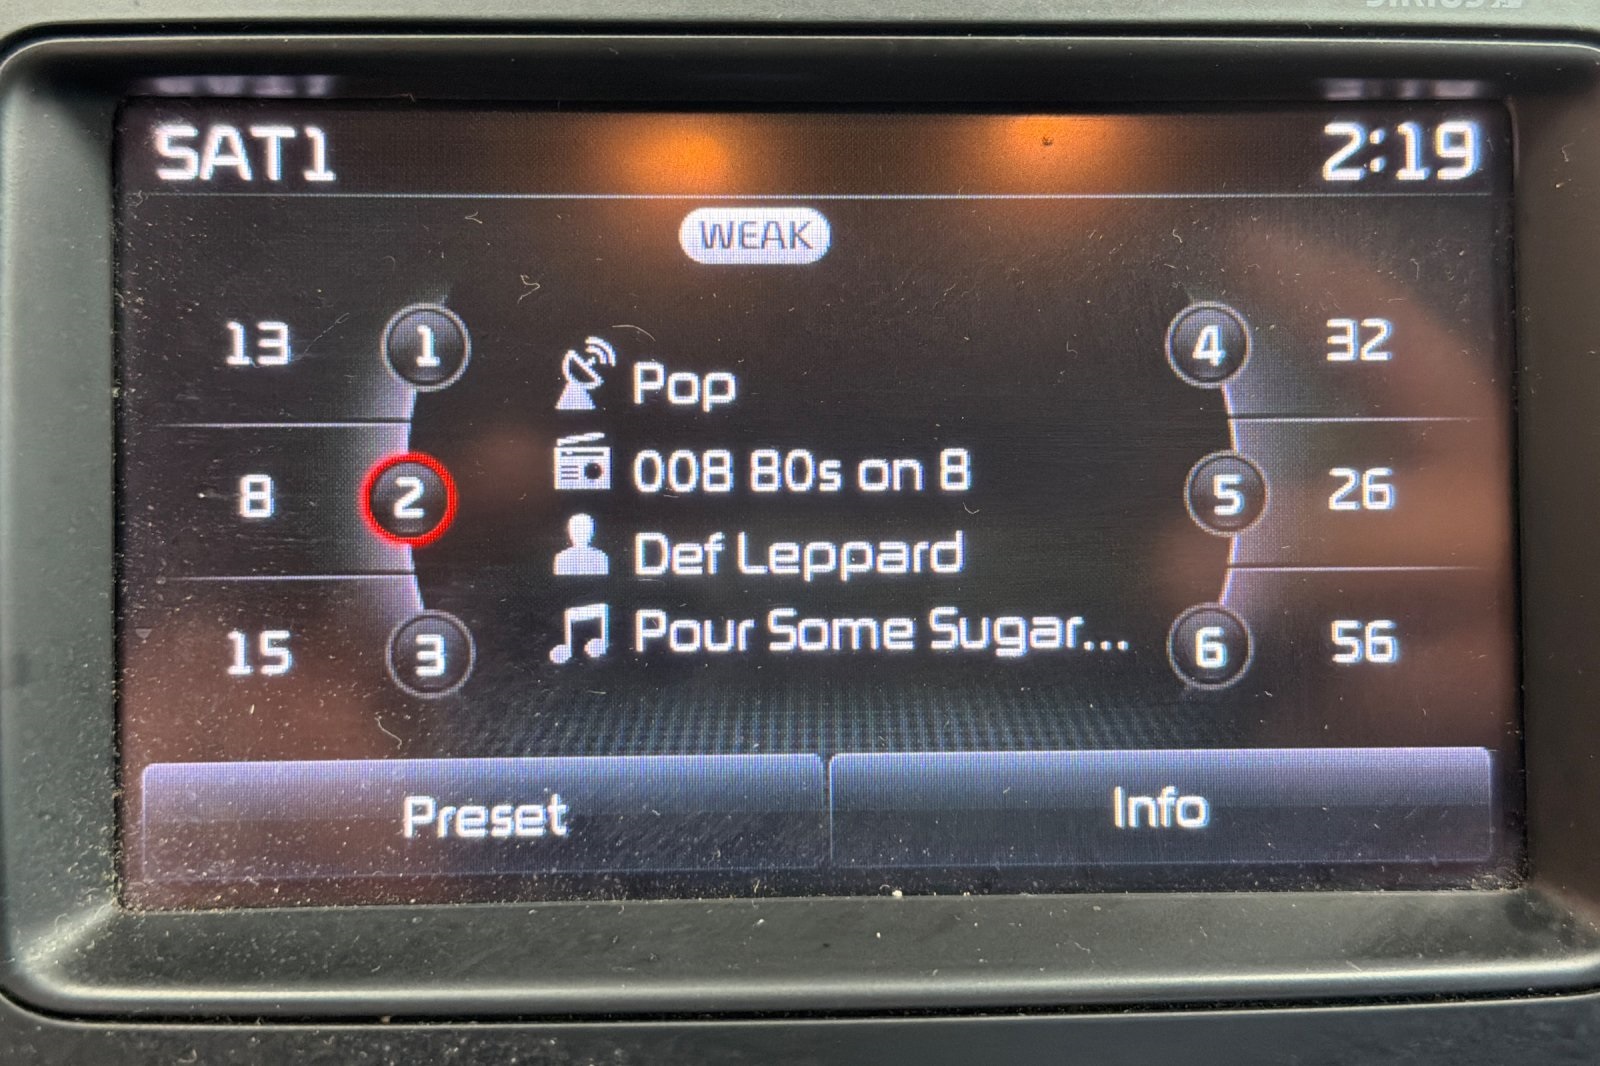 SAT1 2:19
WEAK
13 1 4 32
Pop
008 80s on 8
8 2 5 26
Def Leppard
Pour Some Sugar...
15 3 6 56
Preset Info